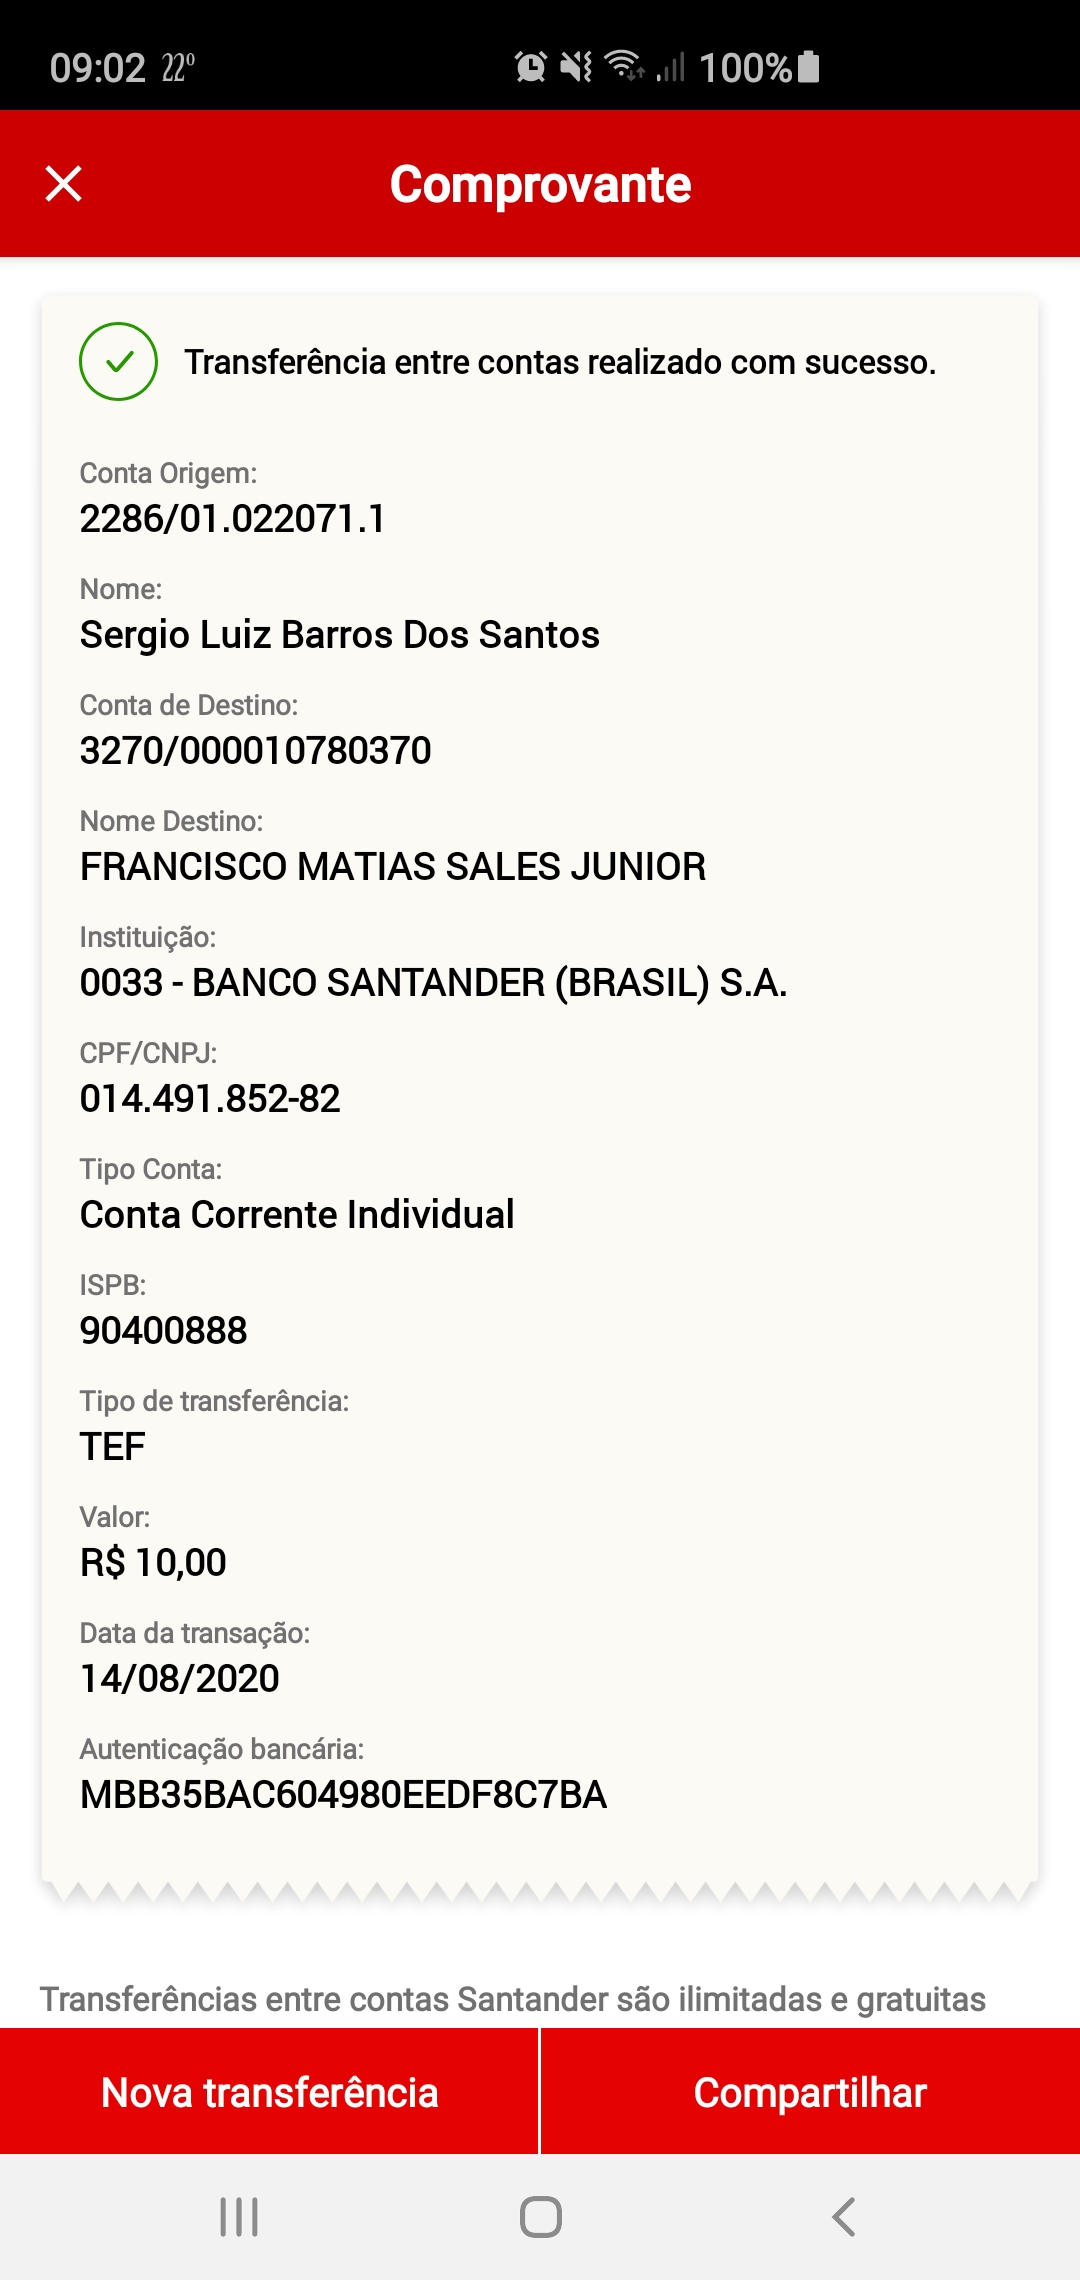 09:02 22°
100%
Comprovante
Transferência entre contas realizado com sucesso.
Conta Origem:
2286/01.022071.1
Nome:
Sergio Luiz Barros Dos Santos
Conta de Destino:
3270/000010780370
Nome Destino:
FRANCISCO MATIAS SALES JUNIOR
Instituição:
0033 - BANCO SANTANDER (BRASIL) S.A.
CPF/CNPJ:
014.491.852-82
Tipo Conta:
Conta Corrente Individual
ISPB:
90400888
Tipo de transferência:
TEF
Valor:
R$ 10,00
Data da transação:
14/08/2020
Autenticação bancária:
MBB35BAC604980EEDF8C7BA
Transferências entre contas Santander são ilimitadas e gratuitas
Nova transferência
Compartilhar